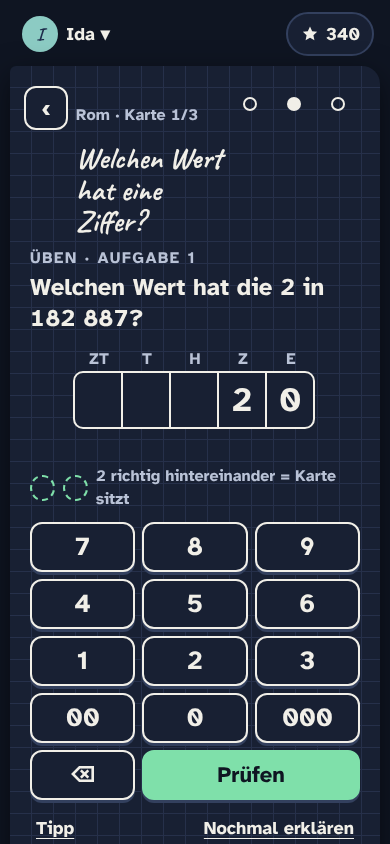 I Ida ▾ ★ 340
‹ Rom · Karte 1/3
Welchen Wert
hat eine
Ziffer?
ÜBEN · AUFGABE 1
Welchen Wert hat die 2 in
182 887?
ZT T H Z E
2 0
2 richtig hintereinander = Karte
sitzt
7 8 9
4 5 6
1 2 3
00 0 000
Prüfen
Tipp Nochmal erklären